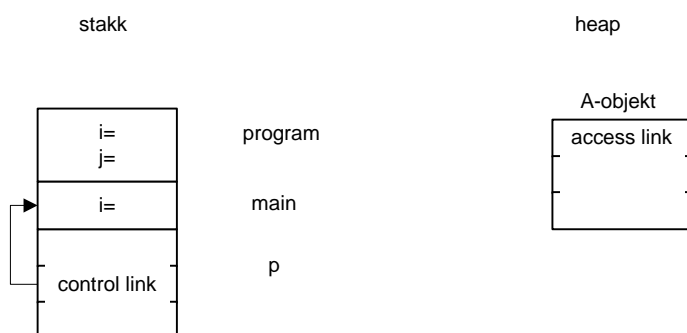 stakk
heap
A-objekt
i=
j=
program
access link
i=
main
p
control link